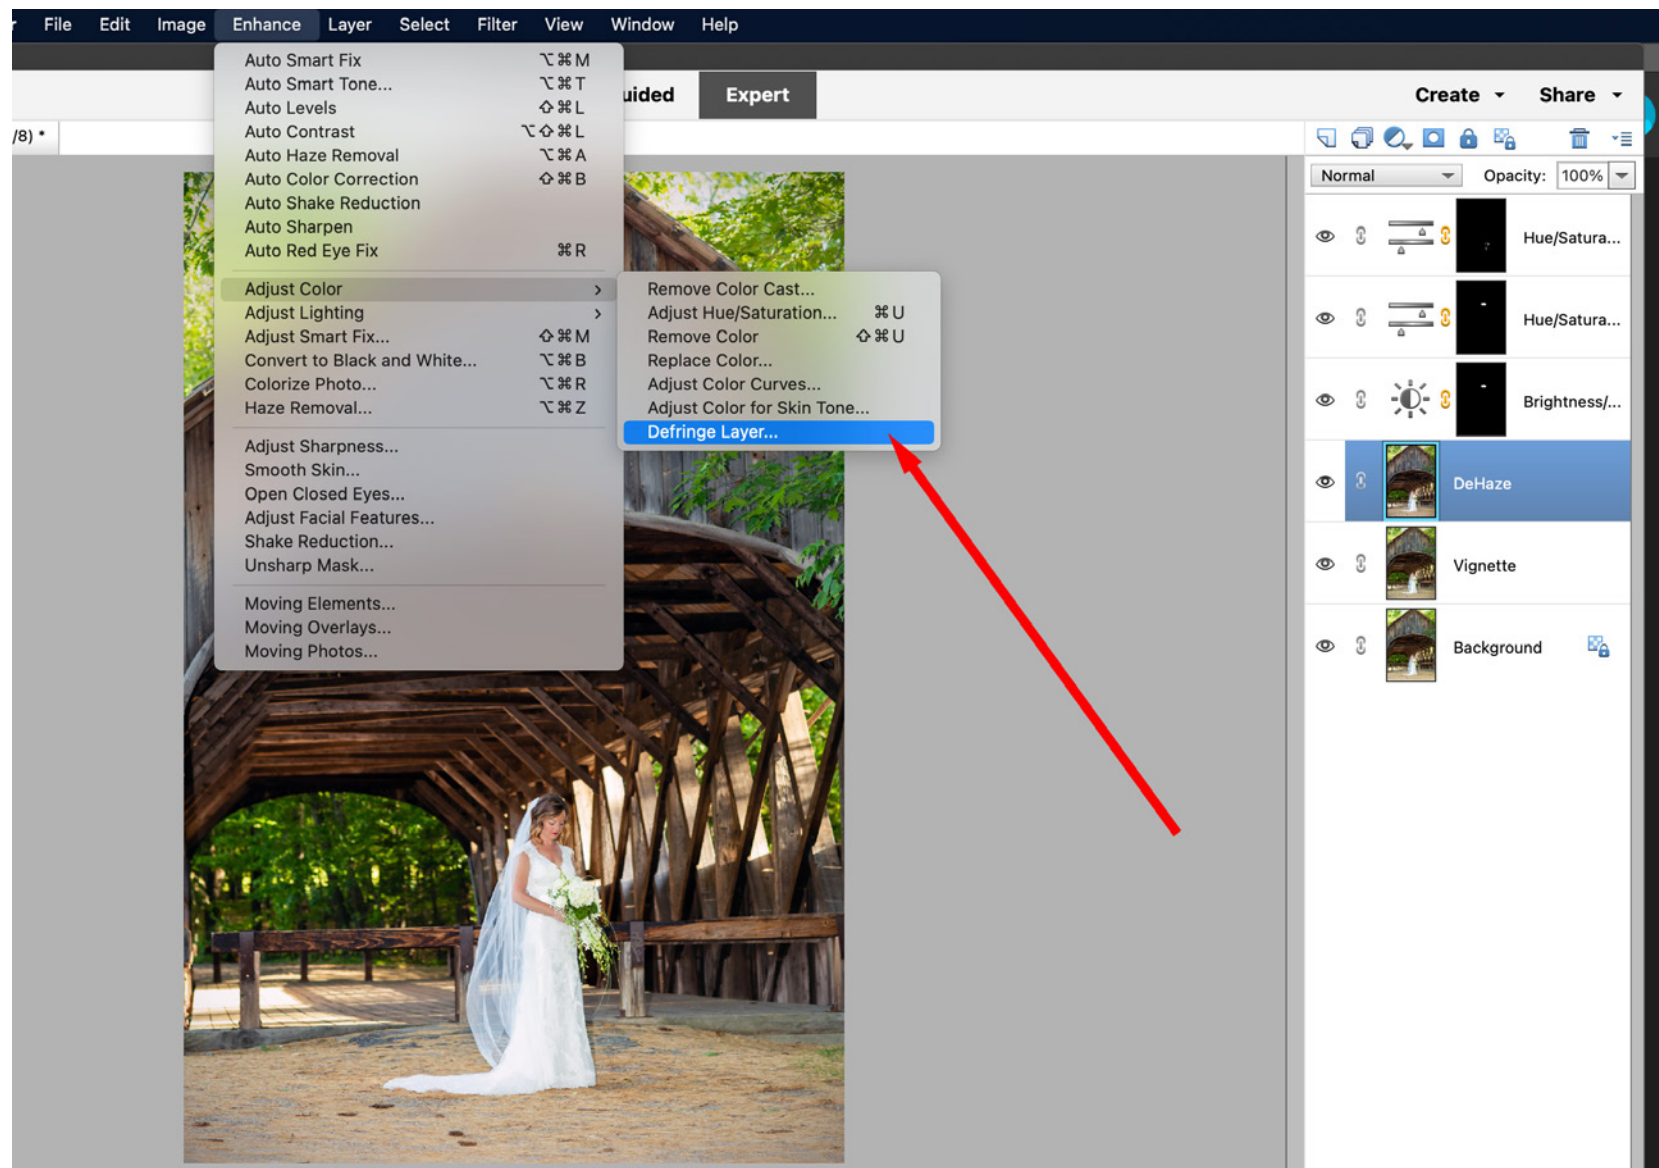 File Edit Image Enhance Layer Select Filter View Window Help
uided Expert Create Share
/8) *
Auto Smart Fix ⌥⌘M
Auto Smart Tone... ⌥⌘T
Auto Levels ⇧⌘L
Auto Contrast ⌥⇧⌘L
Auto Haze Removal ⌥⌘A
Auto Color Correction ⇧⌘B
Auto Shake Reduction
Auto Sharpen
Auto Red Eye Fix ⌘R
Adjust Color >
Adjust Lighting >
Adjust Smart Fix... ⇧⌘M
Convert to Black and White... ⌥⌘B
Colorize Photo... ⌥⌘R
Haze Removal... ⌥⌘Z
Adjust Sharpness...
Smooth Skin...
Open Closed Eyes...
Adjust Facial Features...
Shake Reduction...
Unsharp Mask...
Moving Elements...
Moving Overlays...
Moving Photos...
Remove Color Cast...
Adjust Hue/Saturation... ⌘U
Remove Color ⇧⌘U
Replace Color...
Adjust Color Curves...
Adjust Color for Skin Tone...
Defringe Layer...
Normal Opacity: 100%
Hue/Satura...
Hue/Satura...
Brightness/...
DeHaze
Vignette
Background